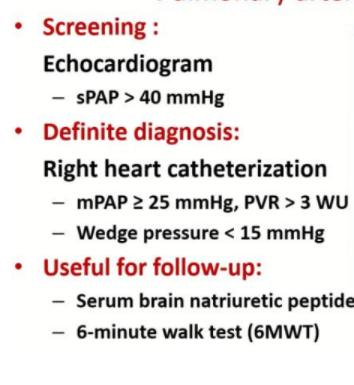 • Screening :
Echocardiogram
– sPAP > 40 mmHg
• Definite diagnosis:
Right heart catheterization
– mPAP ≥ 25 mmHg, PVR > 3 WU
– Wedge pressure < 15 mmHg
• Useful for follow-up:
– Serum brain natriuretic peptide
– 6-minute walk test (6MWT)